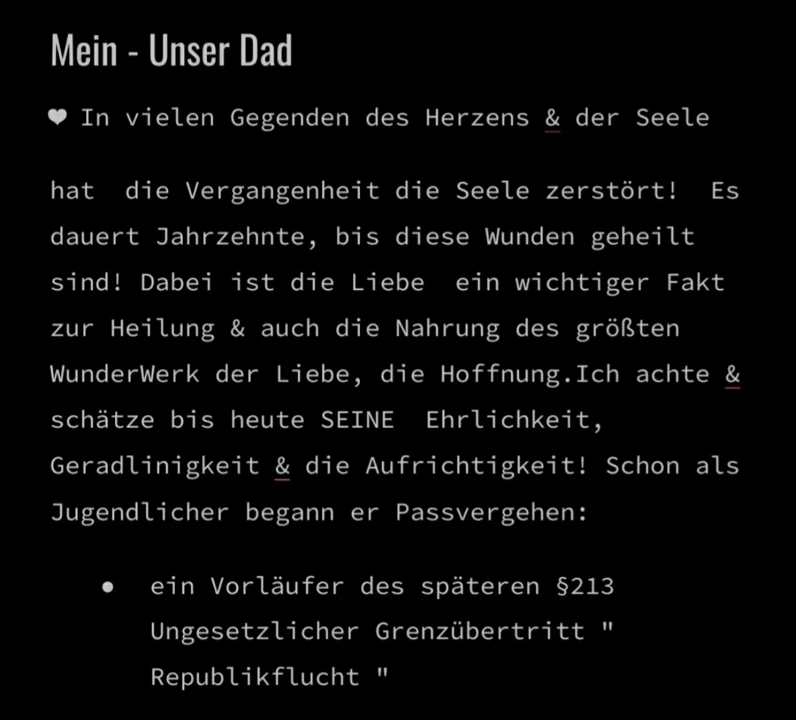 Mein - Unser Dad
❤ In vielen Gegenden des Herzens & der Seele
hat die Vergangenheit die Seele zerstört! Es
dauert Jahrzehnte, bis diese Wunden geheilt
sind! Dabei ist die Liebe ein wichtiger Fakt
zur Heilung & auch die Nahrung des größten
WunderWerk der Liebe, die Hoffnung.Ich achte &
schätze bis heute SEINE Ehrlichkeit,
Geradlinigkeit & die Aufrichtigkeit! Schon als
Jugendlicher begann er Passvergehen:
● ein Vorläufer des späteren §213
Ungesetzlicher Grenzübertritt "
Republikflucht "